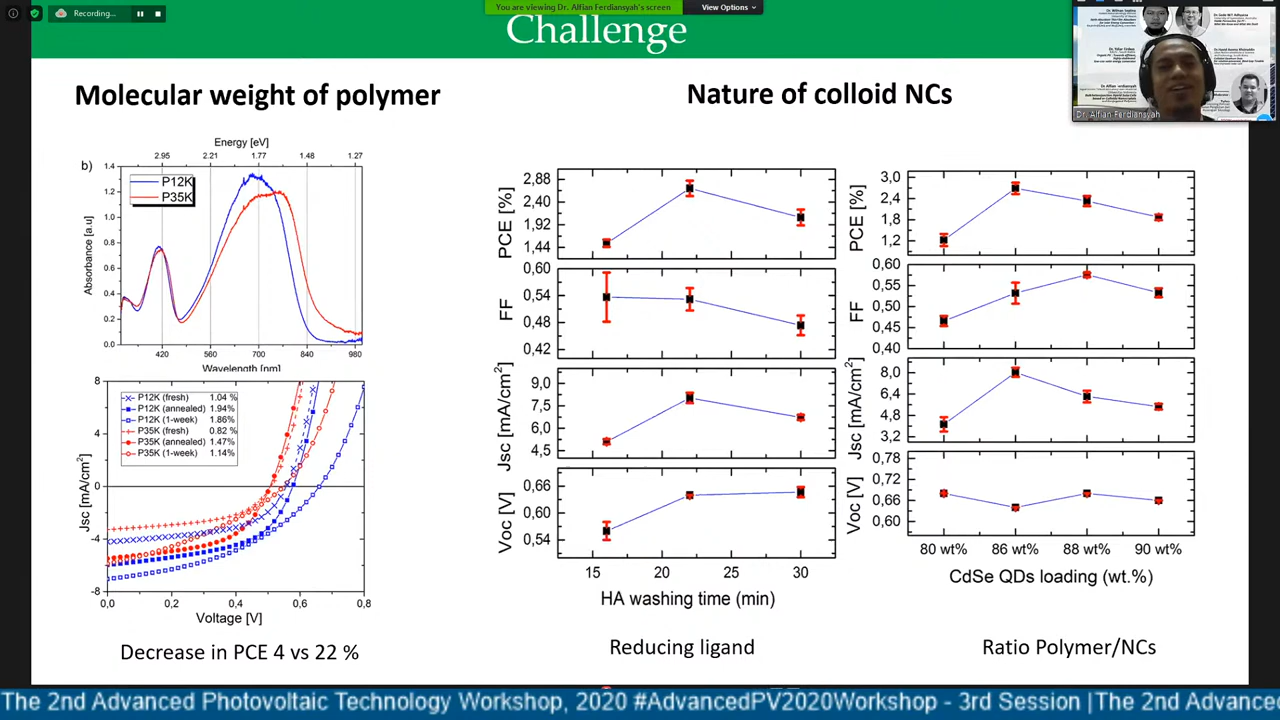 Recording...
You are viewing Dr. Alfian Ferdiansyah's screen
View Options
Challenge
Dr. Alfian Ferdiansyah
Molecular weight of polymer
Nature of colloid NCs
Energy [eV]
2.95 2.21 1.77 1.48 1.27
b)
P12K
P35K
Absorbance [a.u]
1.4
1.2
1.0
0.8
0.6
0.4
0.2
0.0
420 560 700 840 980
Wavelength [nm]
P12K (fresh) 1.04 %
P12K (annealed) 1.94%
P12K (1-week) 1.86%
P35K (fresh) 0.82 %
P35K (annealed) 1.47%
P35K (1-week) 1.14%
Jsc [mA/cm²]
8
4
0
-4
-8
0,0 0,2 0,4 0,6 0,8
Voltage [V]
Decrease in PCE 4 vs 22 %
PCE [%]
2,88
2,40
1,92
1,44
FF
0,60
0,54
0,48
0,42
Jsc [mA/cm²]
9,0
7,5
6,0
4,5
Voc [V]
0,66
0,60
0,54
15 20 25 30
HA washing time (min)
Reducing ligand
PCE [%]
3,0
2,4
1,8
1,2
FF
0,60
0,55
0,50
0,45
0,40
Jsc [mA/cm²]
8,0
6,4
4,8
3,2
Voc [V]
0,78
0,72
0,66
0,60
80 wt% 86 wt% 88 wt% 90 wt%
CdSe QDs loading (wt.%)
Ratio Polymer/NCs
The 2nd Advanced Photovoltaic Technology Workshop, 2020 #AdvancedPV2020Workshop - 3rd Session |The 2nd Advance